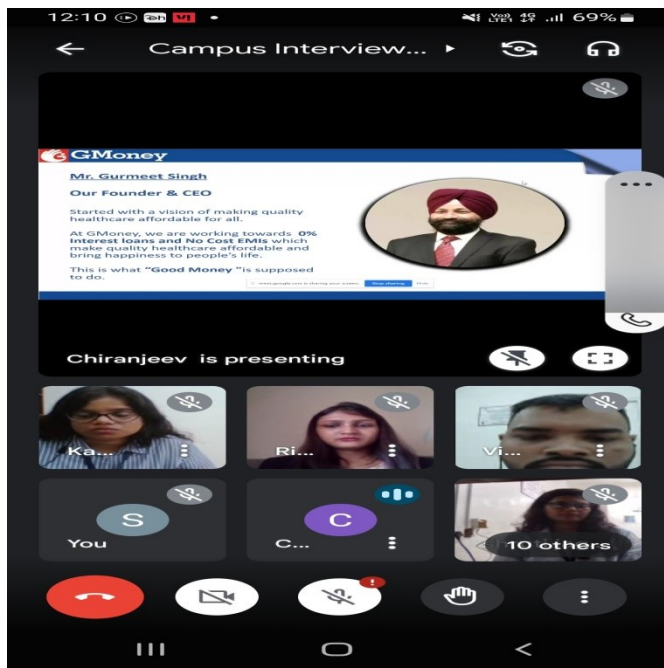 12:10
69%
Campus Interview...
GMoney
Mr. Gurmeet Singh
Our Founder & CEO
Started with a vision of making quality
healthcare affordable for all.
At GMoney, we are working towards 0%
Interest loans and No Cost EMIs which
make quality healthcare affordable and
bring happiness to people's life.
This is what "Good Money "is supposed
to do.
Stop sharing
Hide
Chiranjeev is presenting
Ka...
Ri...
Vi...
S
You
C
C...
10 others